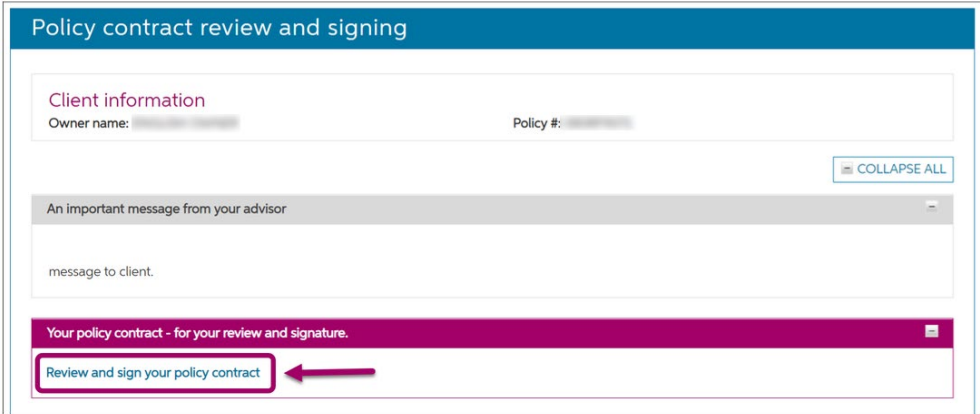 Policy contract review and signing
Client information
Owner name:
Policy #:
COLLAPSE ALL
An important message from your advisor
message to client.
Your policy contract - for your review and signature.
Review and sign your policy contract